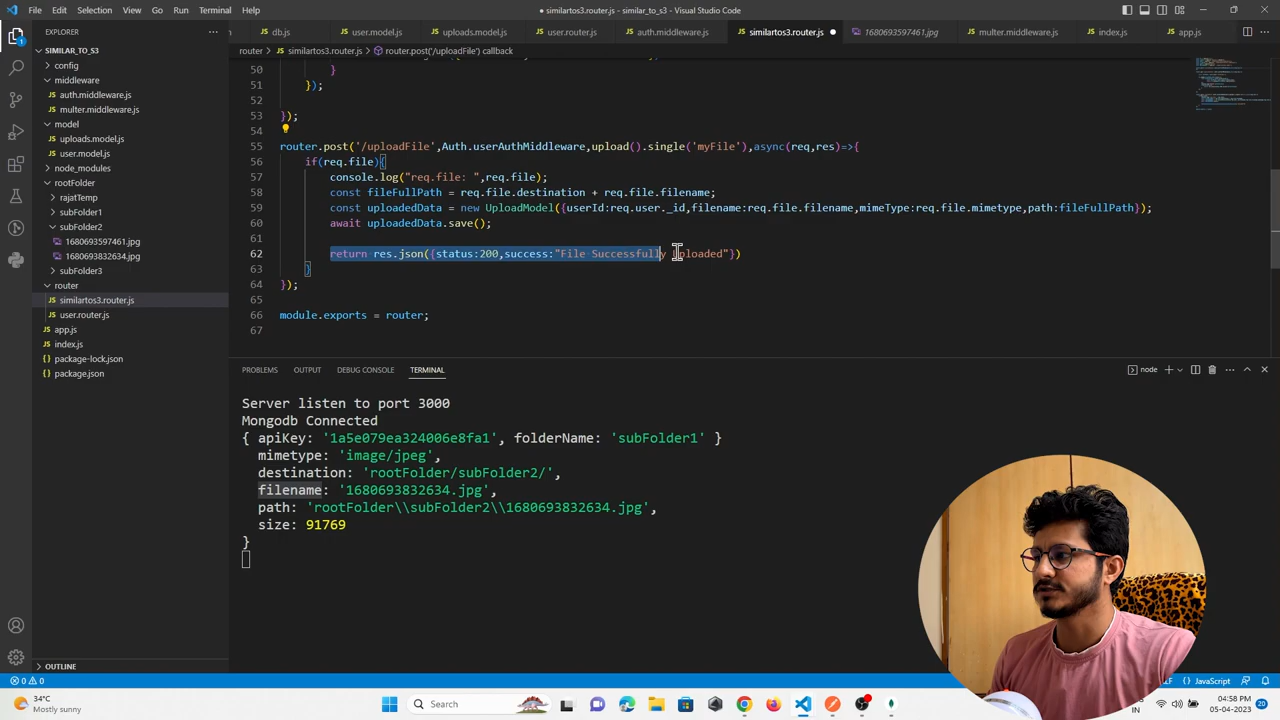 File Edit Selection View Go Run Terminal Help
● similartos3.router.js - similar_to_s3 - Visual Studio Code
EXPLORER ···
db.js user.model.js uploads.model.js user.router.js auth.middleware.js similartos3.router.js ● 1680693597461.jpg multer.middleware.js index.js app.js
SIMILAR_TO_S3
config
middleware
auth.middleware.js
multer.middleware.js
model
uploads.model.js
user.model.js
node_modules
rootFolder
rajatTemp
subFolder1
subFolder2
1680693597461.jpg
1680693832634.jpg
subFolder3
router
similartos3.router.js
user.router.js
app.js
index.js
package-lock.json
package.json
OUTLINE
router > similartos3.router.js > router.post('/uploadFile') callback
50 }
51 });
52
53 });
54
55 router.post('/uploadFile',Auth.userAuthMiddleware,upload().single('myFile'),async(req,res)=>{
56 if(req.file){
57 console.log("req.file: ",req.file);
58 const fileFullPath = req.file.destination + req.file.filename;
59 const uploadedData = new UploadModel({userId:req.user._id,filename:req.file.filename,mimeType:req.file.mimetype,path:fileFullPath});
60 await uploadedData.save();
61
62 return res.json({status:200,success:"File Successfully Uploaded"})
63 }
64 });
65
66 module.exports = router;
67
PROBLEMS OUTPUT DEBUG CONSOLE TERMINAL
node
Server listen to port 3000
Mongodb Connected
{ apiKey: '1a5e079ea324006e8fa1', folderName: 'subFolder1' }
mimetype: 'image/jpeg',
destination: 'rootFolder/subFolder2/',
filename: '1680693832634.jpg',
path: 'rootFolder\\subFolder2\\1680693832634.jpg',
size: 91769
}
0 0
JavaScript
34°C
Mostly sunny
Search
IN
04:58 PM
05-04-2023
20